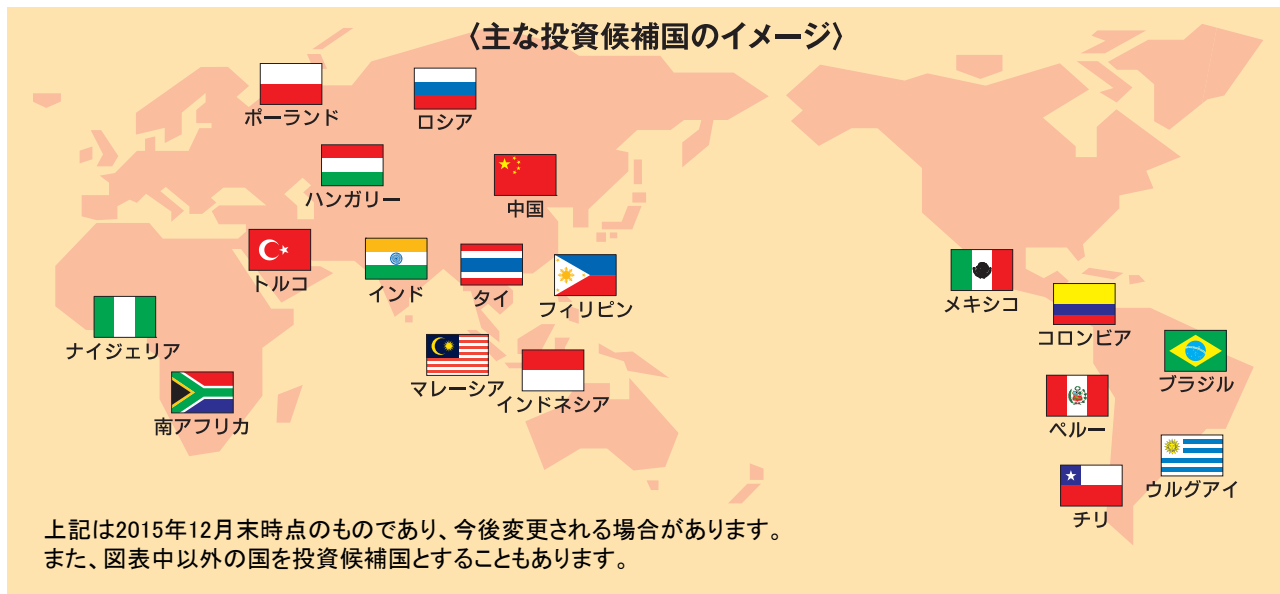 〈主な投資候補国のイメージ〉
ポーランド
ロシア
ハンガリー
中国
トルコ
インド
タイ
フィリピン
メキシコ
コロンビア
ナイジェリア
マレーシア
インドネシア
ブラジル
南アフリカ
ペルー
ウルグアイ
チリ
上記は2015年12月末時点のものであり、今後変更される場合があります。
また、図表中以外の国を投資候補国とすることもあります。